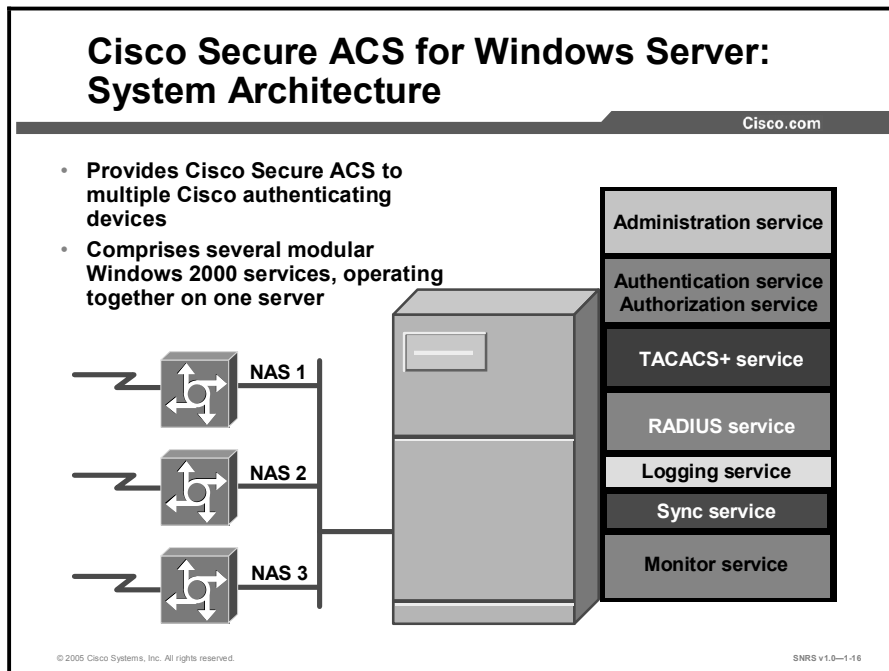 Cisco Secure ACS for Windows Server:
System Architecture
Cisco.com
• Provides Cisco Secure ACS to
multiple Cisco authenticating
devices
• Comprises several modular
Windows 2000 services, operating
together on one server
NAS 1
NAS 2
NAS 3
Administration service
Authentication service
Authorization service
TACACS+ service
RADIUS service
Logging service
Sync service
Monitor service
© 2005 Cisco Systems, Inc. All rights reserved.
SNRS v1.0—1-16